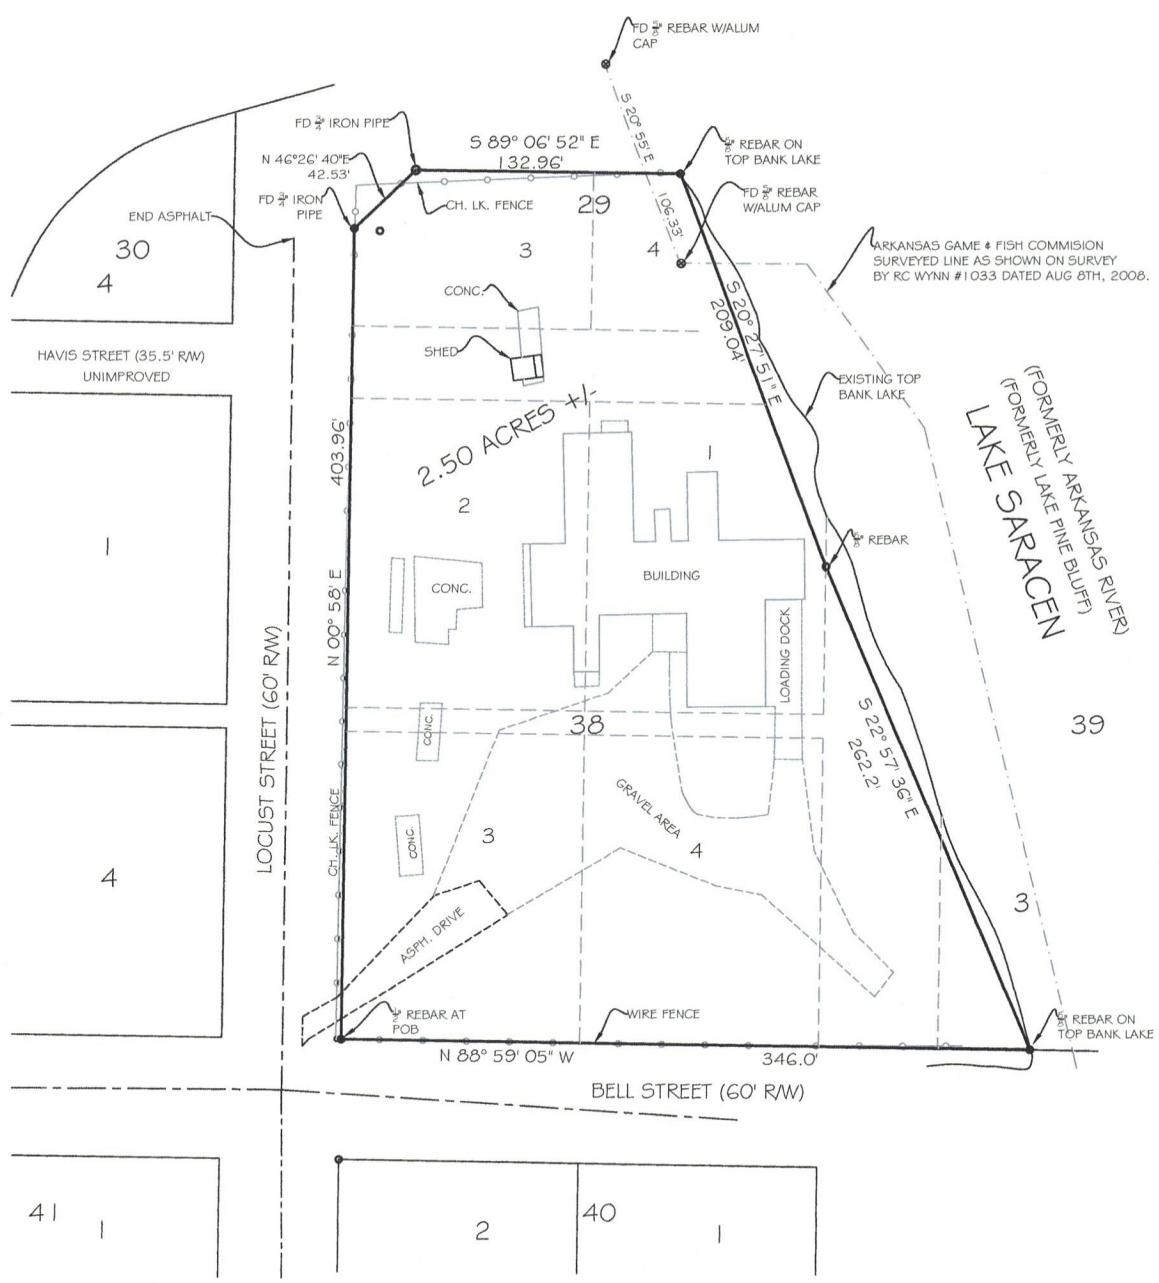 FD 5/8" REBAR W/ALUM
CAP
FD 3/4" IRON PIPE
S 89° 06' 52" E
132.96'
S 20° 55' E
106.33'
5/8" REBAR ON
TOP BANK LAKE
N 46°26' 40"E
42.53'
FD 3/4" IRON
PIPE
CH. LK. FENCE
29
FD 5/8" REBAR
W/ALUM CAP
END ASPHALT
30
4
3
4
ARKANSAS GAME & FISH COMMISION
SURVEYED LINE AS SHOWN ON SURVEY
BY RC WYNN #1033 DATED AUG 8TH, 2008.
CONC.
SHED
S 20° 27' 51" E
209.04'
HAVIS STREET (35.5' R/W)
UNIMPROVED
EXISTING TOP
BANK LAKE
(FORMERLY ARKANSAS RIVER)
(FORMERLY LAKE PINE BLUFF)
LAKE SARACEN
2.50 ACRES +/-
403.96'
N 00° 58' E
2
1
1
5/8" REBAR
BUILDING
CONC.
LOADING DOCK
LOCUST STREET (60' R/W)
CONC.
38
S 22° 57' 36" E
262.2'
39
GRAVEL AREA
CH. LK. FENCE
CONC.
3
4
4
3
ASPH. DRIVE
1/2" REBAR AT
POB
WIRE FENCE
5/8" REBAR ON
TOP BANK LAKE
N 88° 59' 05" W
346.0'
BELL STREET (60' R/W)
41
1
2
40
1